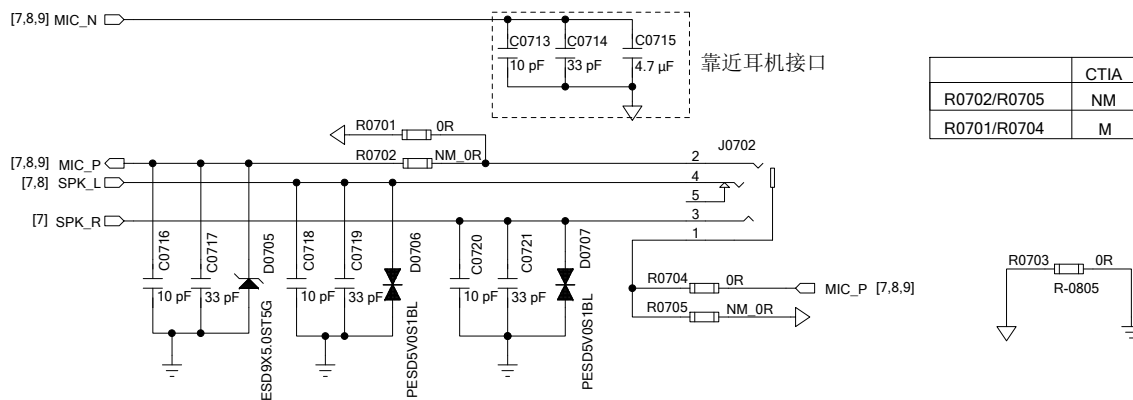 [7,8,9] MIC_N
C0713
C0714
C0715
10 pF
33 pF
4.7 µF
靠近耳机接口
CTIA
R0702/R0705
NM
R0701/R0704
M
R0701
0R
R0702
NM_0R
J0702
[7,8,9] MIC_P
[7,8] SPK_L
[7] SPK_R
2
4
5
3
1
C0716
C0717
D0705
C0718
C0719
D0706
C0720
C0721
D0707
10 pF
33 pF
ESD9X5.0ST5G
10 pF
33 pF
PESD5V0S1BL
10 pF
33 pF
PESD5V0S1BL
R0704
0R
MIC_P [7,8,9]
R0705
NM_0R
R0703
0R
R-0805